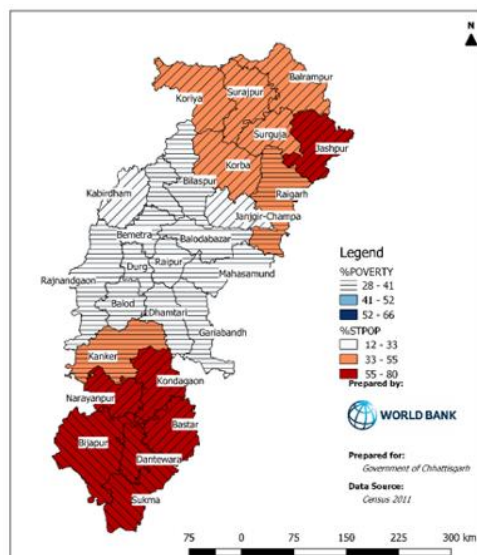 N
Balrampur
Surajpur
Koriya
Surguja
Jashpur
Korba
Bilaspur
Raigarh
Kabirdham
Janjgir-Champa
Bemetra
Balodabazar
Durg
Raipur
Mahasamund
Rajnandgaon
Balod
Dhamtari
Gariabandh
Kanker
Kondagaon
Narayanpur
Bastar
Bijapur
Dantewara
Sukma
Legend
%POVERTY
28 - 41
41 - 52
52 - 66
%STPOP
12 - 33
33 - 55
55 - 80
Prepared by:
WORLD BANK
Prepared for:
Government of Chhattisgarh
Data Source:
Census 2011
75 0 75 150 225 300 km